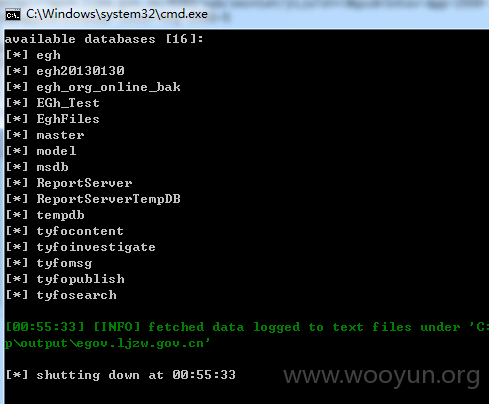 C:\Windows\system32\cmd.exe
available databases [16]:
[*] egh
[*] egh20130130
[*] egh_org_online_bak
[*] EGh_Test
[*] EghFiles
[*] master
[*] model
[*] msdb
[*] ReportServer
[*] ReportServerTempDB
[*] tempdb
[*] tyfocontent
[*] tyfoinvestigate
[*] tyfomsg
[*] tyfopublish
[*] tyfosearch
[00:55:33] [INFO] fetched data logged to text files under 'C:
p\output\egov.ljzw.gov.cn'
[*] shutting down at 00:55:33
www.wooyun.org